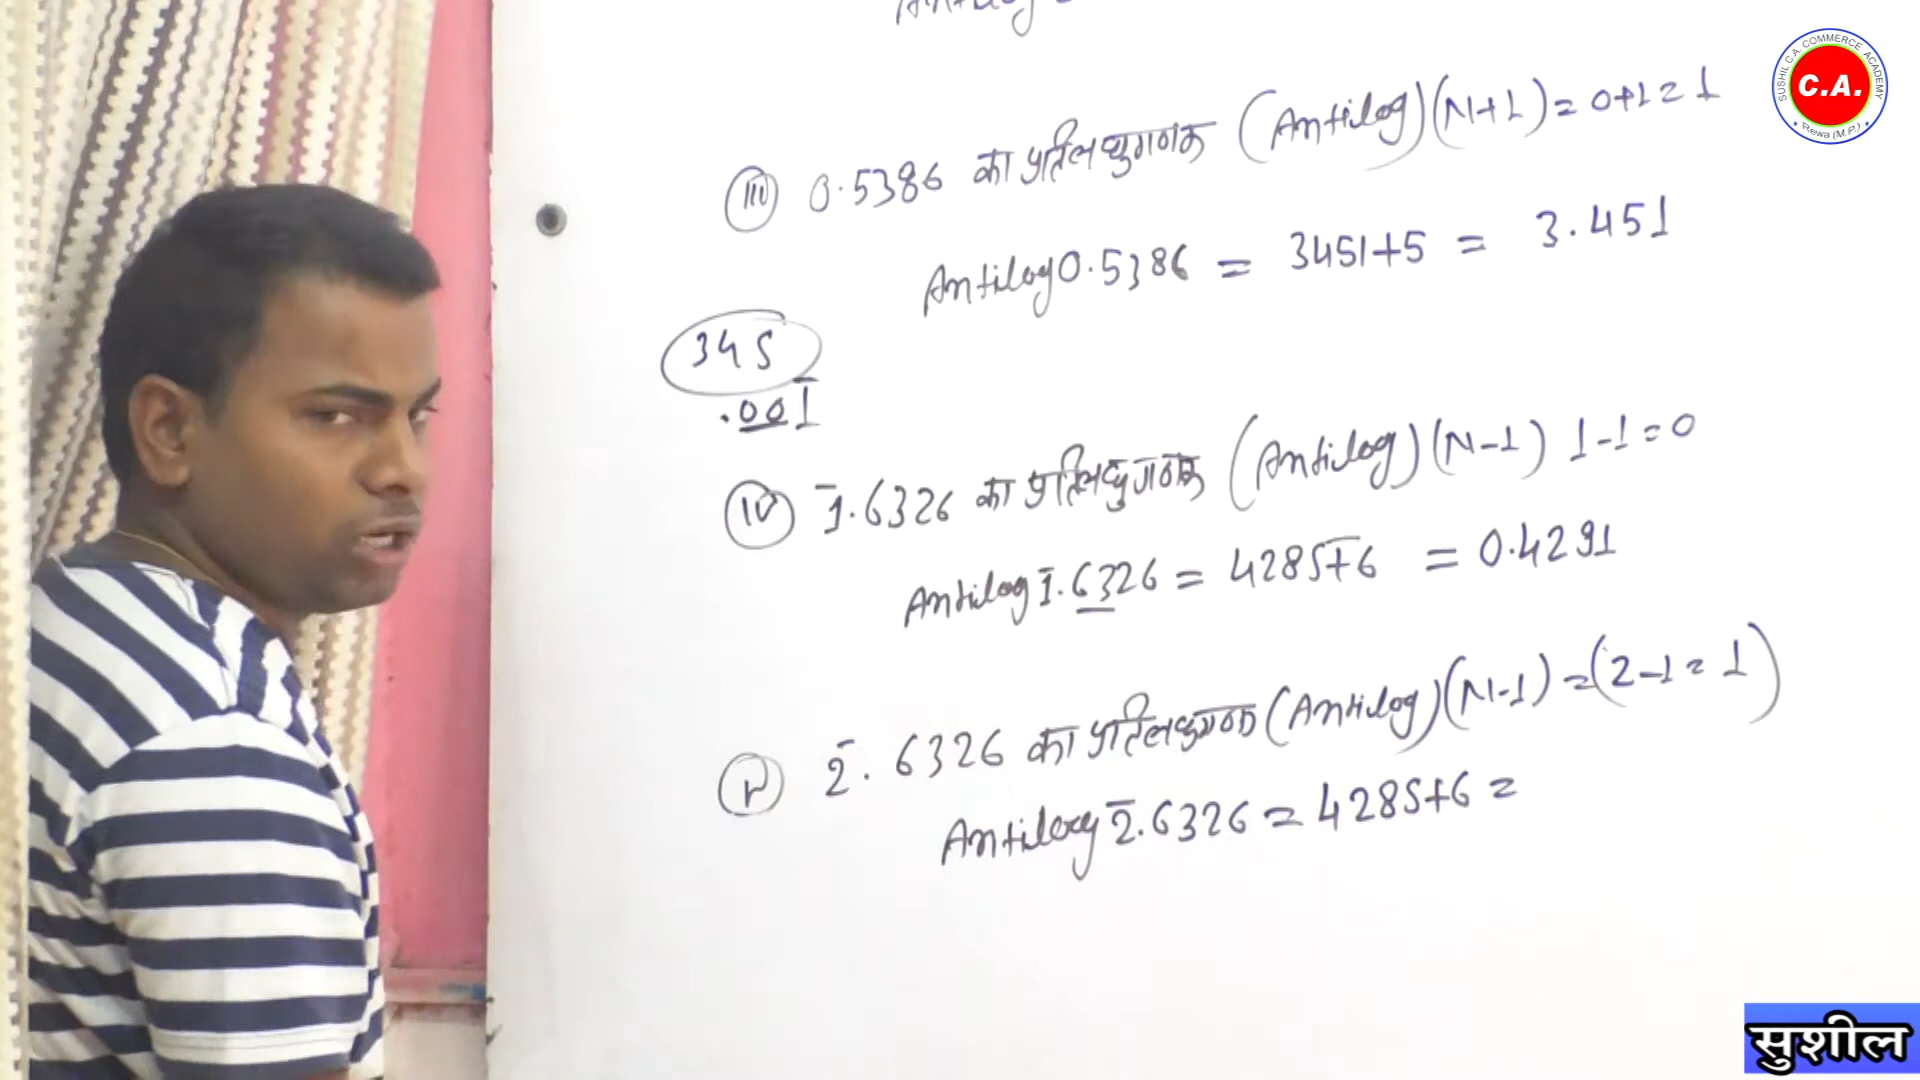 (iii) 0.5386 का प्रतिलघुगणक (Antilog)(N+1)= 0+1= 1
Antilog 0.5386 = 3451+5 = 3.451
345
.001̅
(iv) 1̅.6326 का प्रतिलघुगणक (Antilog)(N-1) 1-1=0
Antilog 1̅.6326 = 4285+6 = 0.4291
(v) 2̅.6326 का प्रतिलघुगणक (Antilog)(N-1)=(2-1=1)
Antilog 2̅.6326 = 4285+6 =
SUSHIL C.A. COMMERCE ACADEMY
C.A.
Rewa (M.P.)
सुशील